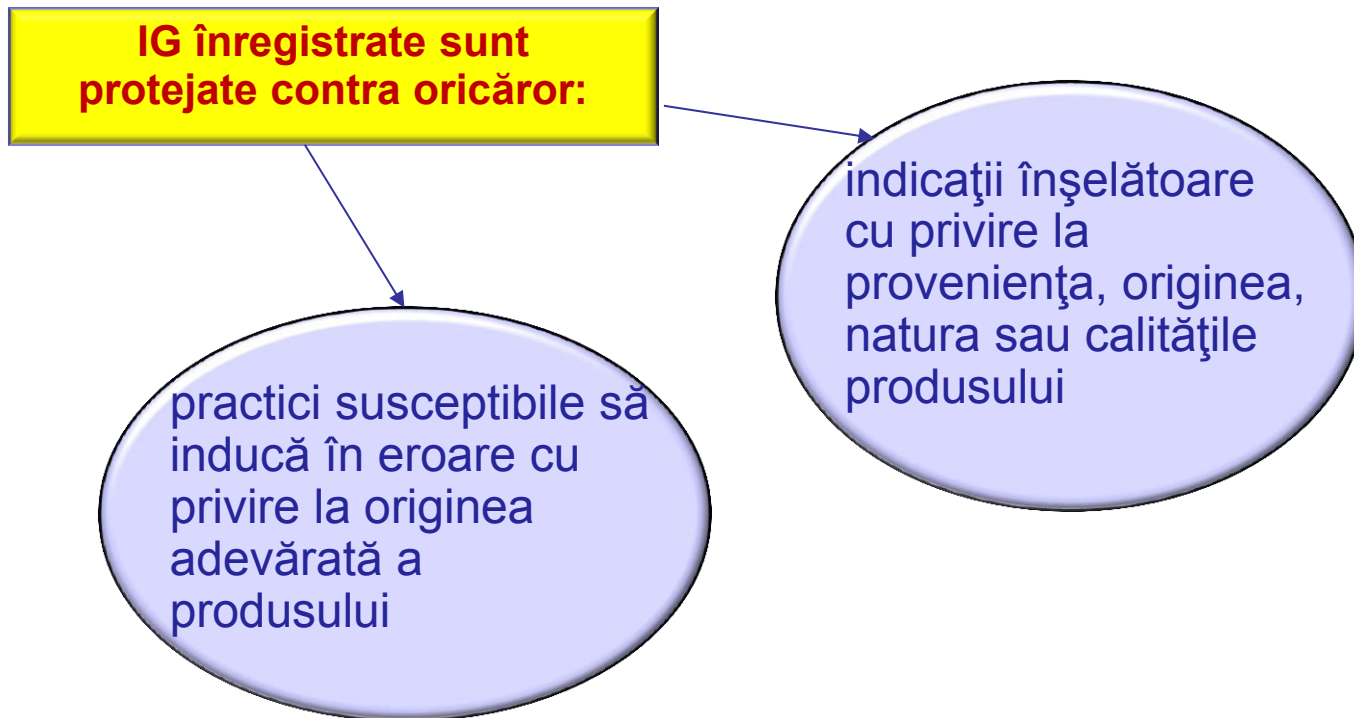 IG înregistrate sunt
protejate contra oricăror:
indicaţii înşelătoare
cu privire la
provenienţa, originea,
natura sau calităţile
produsului
practici susceptibile să
inducă în eroare cu
privire la originea
adevărată a
produsului